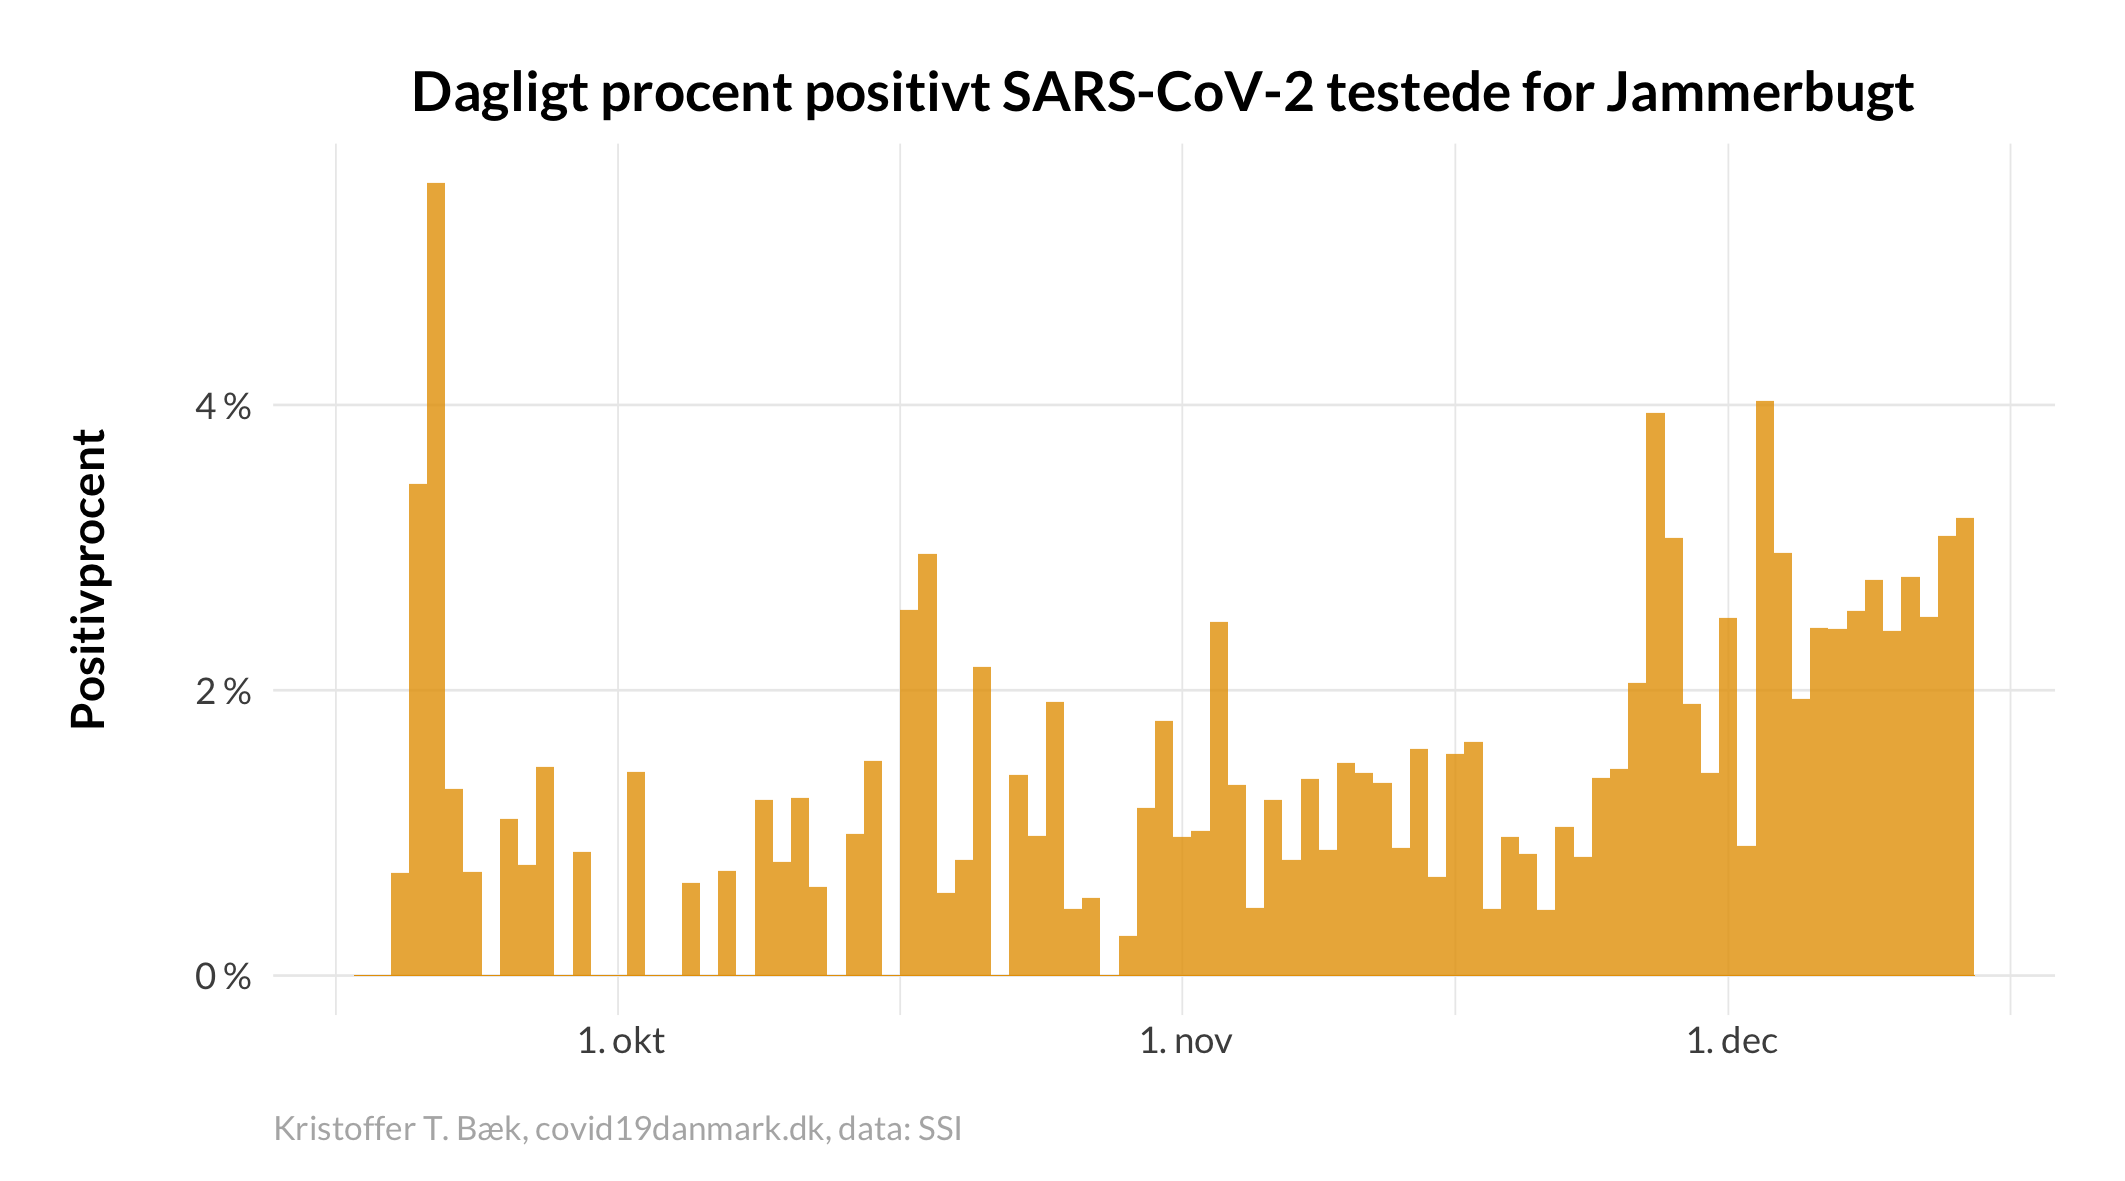 Dagligt procent positivt SARS-CoV-2 testede for Jammerbugt
Positivprocent
4 %
2 %
0 %
1. okt
1. nov
1. dec
Kristoffer T. Bæk, covid19danmark.dk, data: SSI